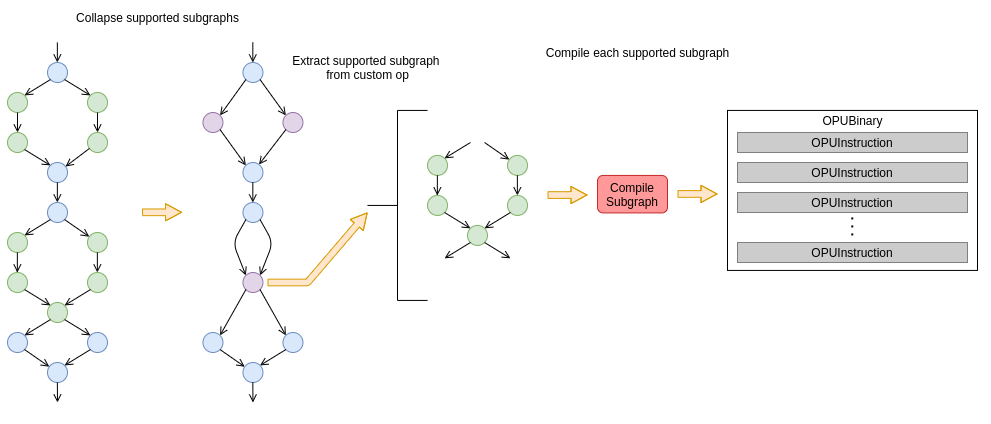 Collapse supported subgraphs
Extract supported subgraph
from custom op
Compile each supported subgraph
Compile
Subgraph
OPUBinary
OPUInstruction
OPUInstruction
OPUInstruction
OPUInstruction